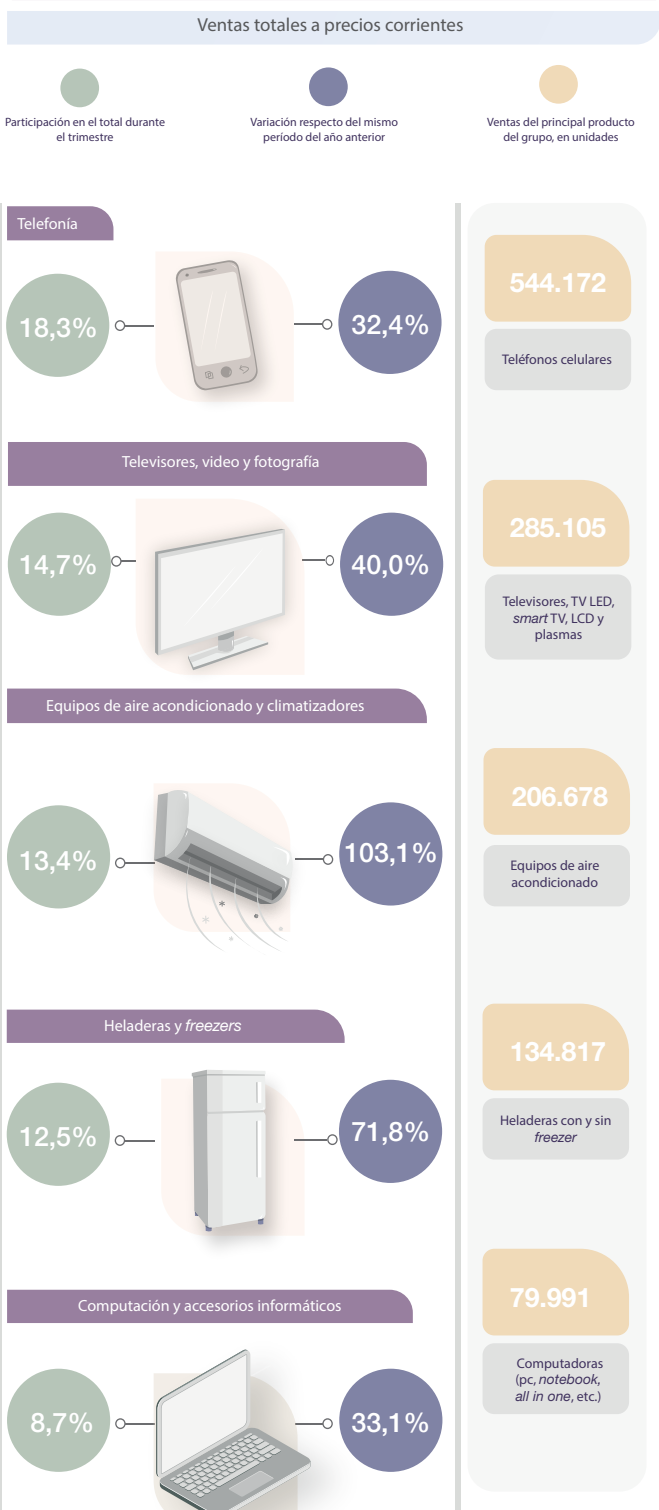 Ventas totales a precios corrientes
Participación en el total durante
el trimestre
Variación respecto del mismo
período del año anterior
Ventas del principal producto
del grupo, en unidades
Telefonía
18,3%
32,4%
544.172
Teléfonos celulares
Televisores, video y fotografía
14,7%
40,0%
285.105
Televisores, TV LED,
smart TV, LCD y
plasmas
Equipos de aire acondicionado y climatizadores
13,4%
103,1%
206.678
Equipos de aire
acondicionado
Heladeras y freezers
12,5%
71,8%
134.817
Heladeras con y sin
freezer
Computación y accesorios informáticos
8,7%
33,1%
79.991
Computadoras
(pc, notebook,
all in one, etc.)